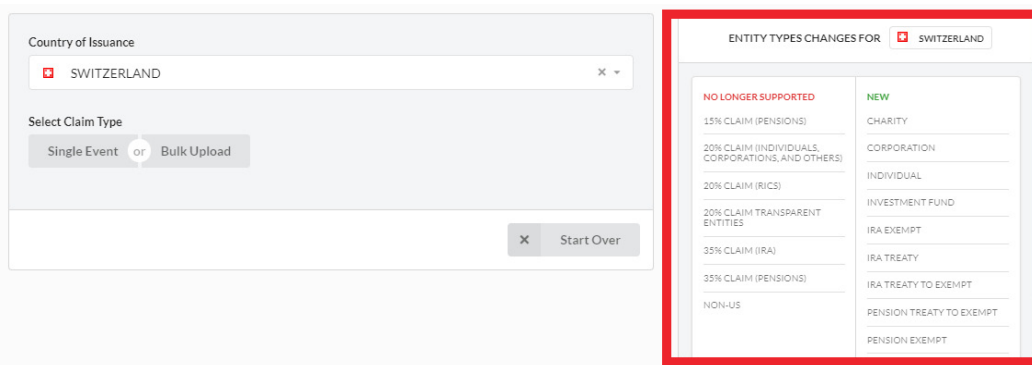 Country of Issuance
SWITZERLAND
Select Claim Type
Single Event or Bulk Upload
Start Over
ENTITY TYPES CHANGES FOR SWITZERLAND
NO LONGER SUPPORTED
15% CLAIM (PENSIONS)
20% CLAIM (INDIVIDUALS,
CORPORATIONS, AND OTHERS)
20% CLAIM (RICS)
20% CLAIM TRANSPARENT
ENTITIES
35% CLAIM (IRA)
35% CLAIM (PENSIONS)
NON-US
NEW
CHARITY
CORPORATION
INDIVIDUAL
INVESTMENT FUND
IRA EXEMPT
IRA TREATY
IRA TREATY TO EXEMPT
PENSION TREATY TO EXEMPT
PENSION EXEMPT